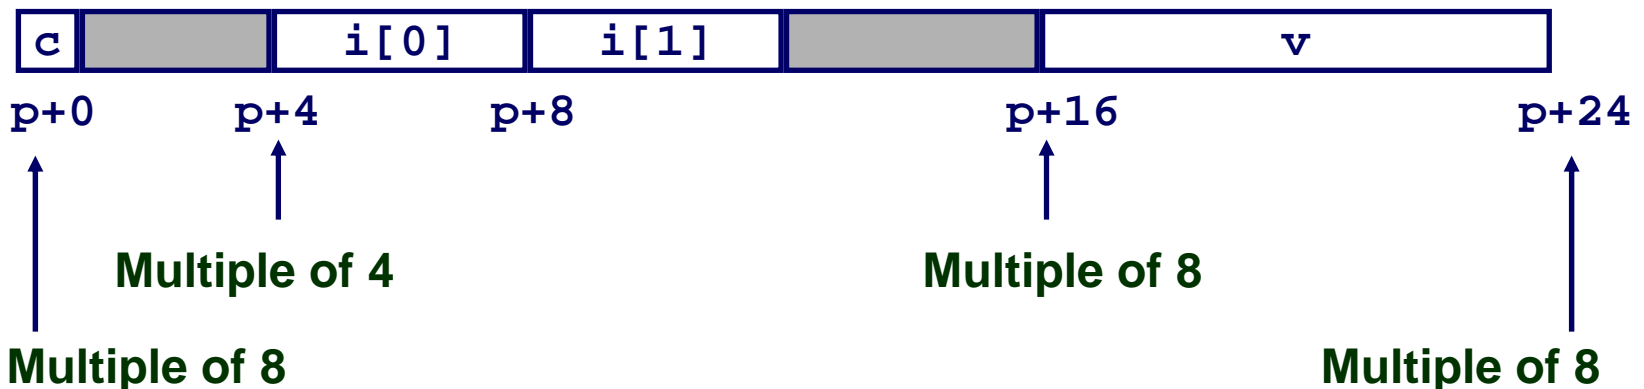 c i[0] i[1] v
p+0 p+4 p+8 p+16 p+24
Multiple of 4 Multiple of 8
Multiple of 8 Multiple of 8